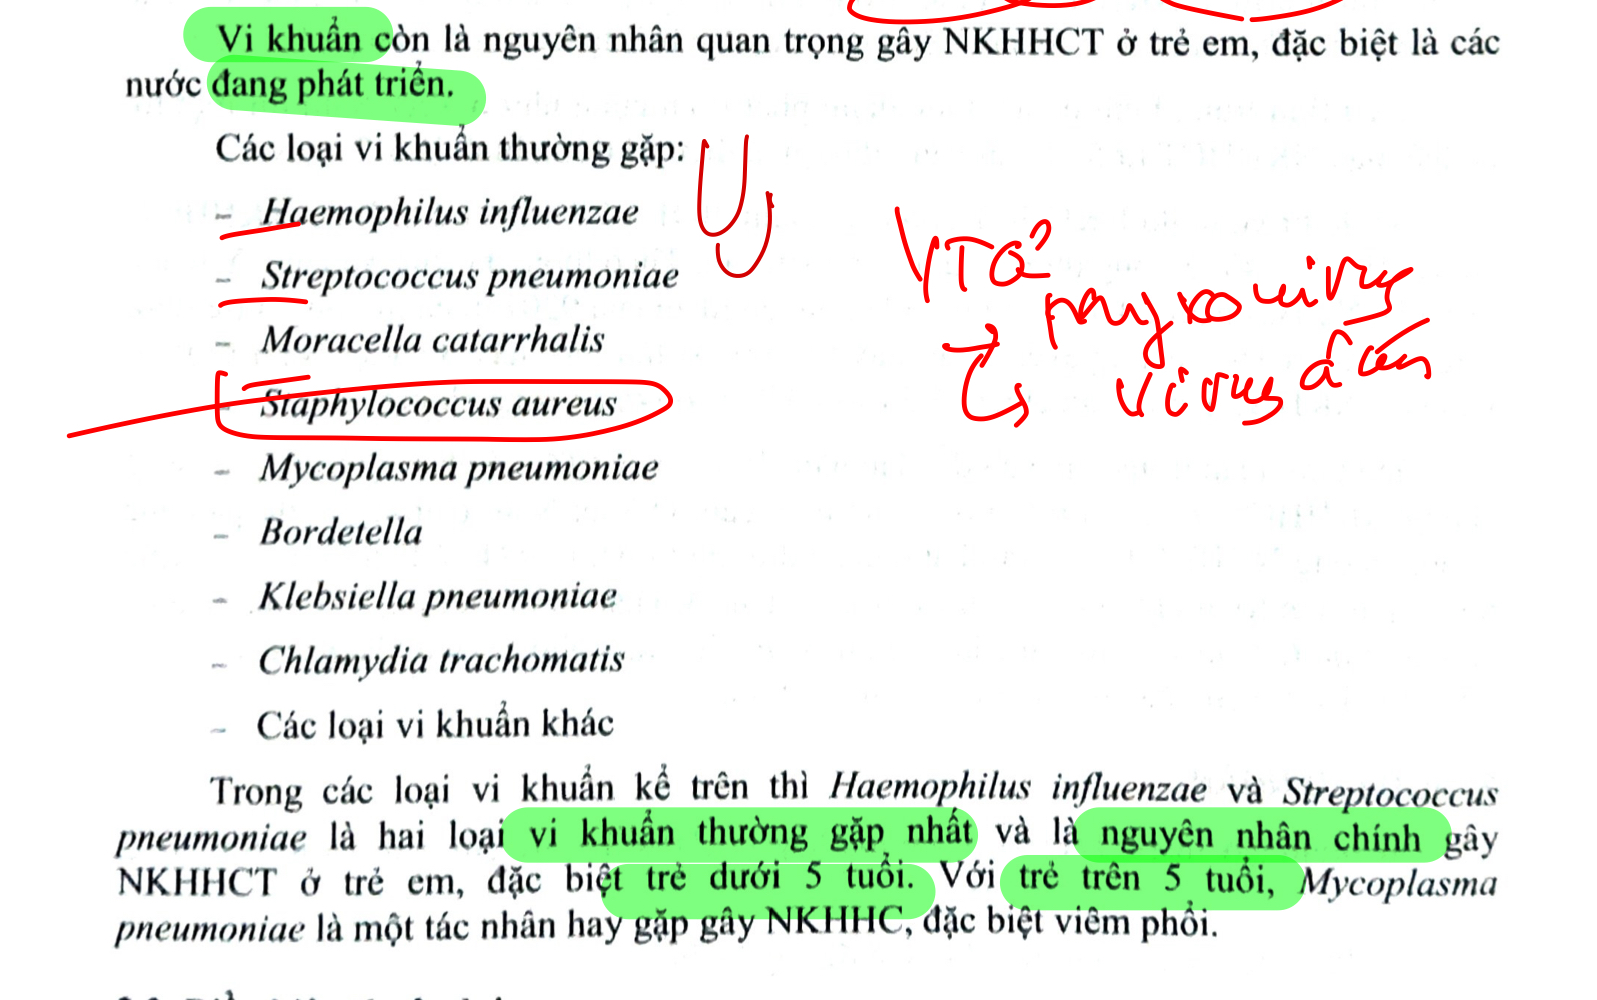 Vi khuẩn còn là nguyên nhân quan trọng gây NKHHCT ở trẻ em, đặc biệt là các
nước đang phát triển.
Các loại vi khuẩn thường gặp:
- Haemophilus influenzae
- Streptococcus pneumoniae
- Moracella catarrhalis
- Staphylococcus aureus
- Mycoplasma pneumoniae
- Bordetella
- Klebsiella pneumoniae
- Chlamydia trachomatis
- Các loại vi khuẩn khác
VTQ
virus
Trong các loại vi khuẩn kể trên thì Haemophilus influenzae và Streptococcus
pneumoniae là hai loại vi khuẩn thường gặp nhất và là nguyên nhân chính gây
NKHHCT ở trẻ em, đặc biệt trẻ dưới 5 tuổi. Với trẻ trên 5 tuổi, Mycoplasma
pneumoniae là một tác nhân hay gặp gây NKHHC, đặc biệt viêm phổi.